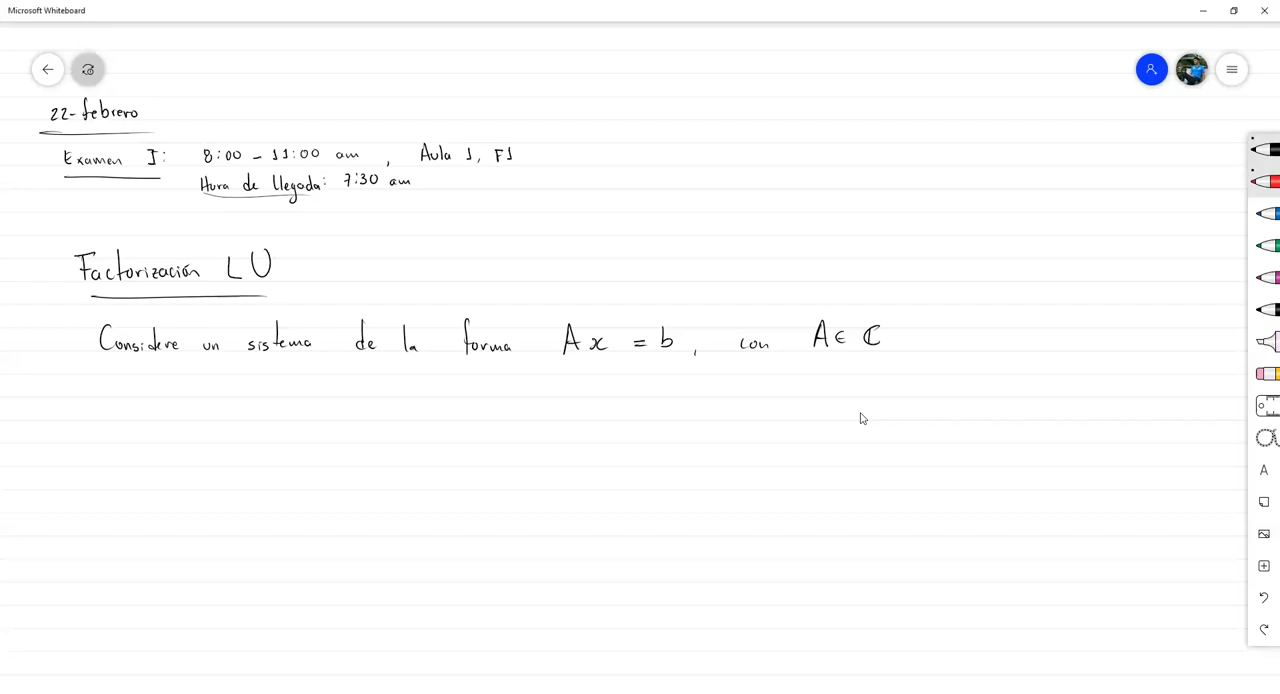 Microsoft Whiteboard
22-febrero
Examen I: 8:00 - 11:00 am, Aula 1, F1
Hora de llegada: 7:30 am
Factorización LU
Considere un sistema de la forma Ax = b, con A ∈ ℂ
A